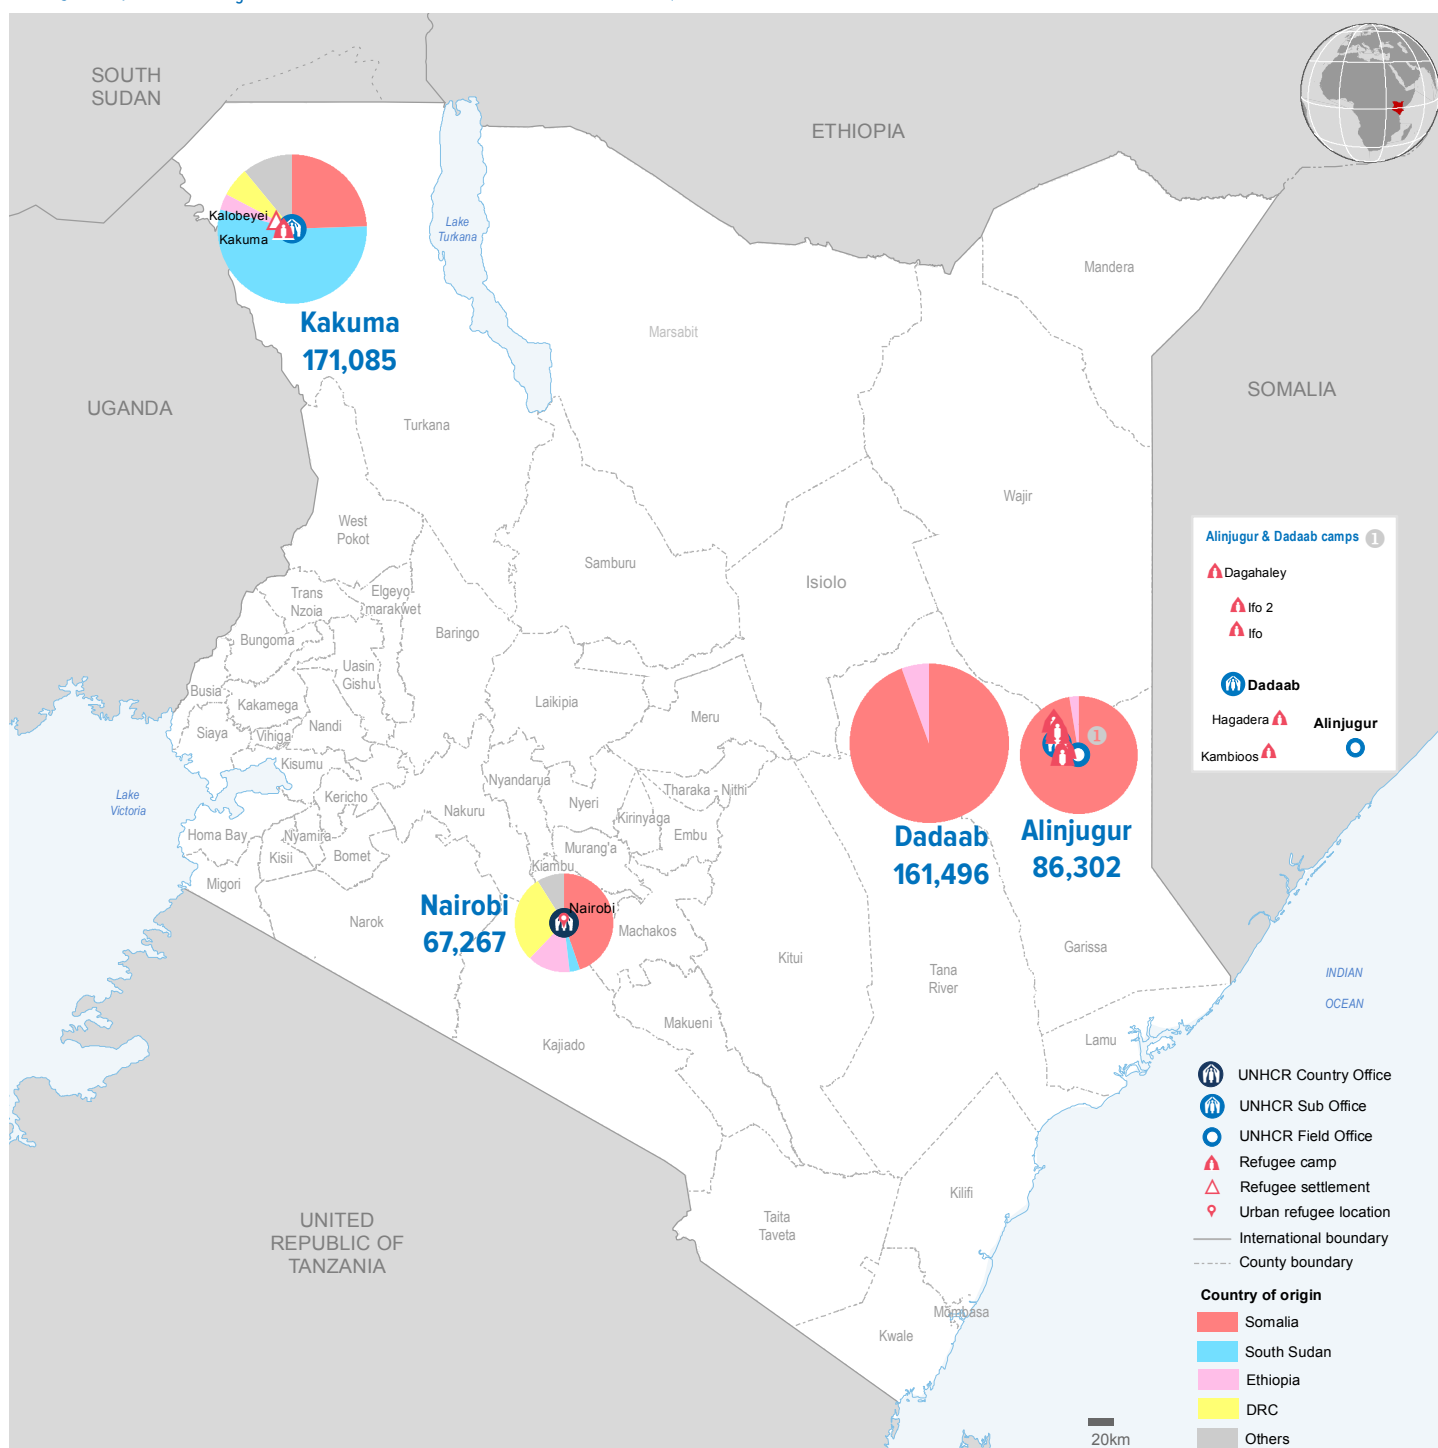 SOUTH
SUDAN
ETHIOPIA
Kalobeyei
Kakuma
Lake
Turkana
Mandera
Kakuma
171,085
Marsabit
UGANDA
SOMALIA
Turkana
Wajir
West
Pokot
Alinjugur & Dadaab camps 1
Dagahaley
Ifo 2
Ifo
Dadaab
Hagadera
Alinjugur
Kambioos
Samburu
Isiolo
Trans
Nzoia
Elgeyo
marakwet
Bungoma
Baringo
Uasin
Gishu
Busia
Kakamega
Laikipia
Meru
Siaya
Vihiga
Nandi
1
Kisumu
Nyandarua
Tharaka - Nithi
Lake
Victoria
Kericho
Nakuru
Nyeri
Kirinyaga
Embu
Homa Bay
Nyamira
Kisii
Bomet
Murang'a
Kiambu
Migori
Dadaab
161,496
Alinjugur
86,302
Nairobi
67,267
Nairobi
Narok
Machakos
Kitui
Tana
River
Garissa
INDIAN
OCEAN
Makueni
Kajiado
Lamu
UNHCR Country Office
UNHCR Sub Office
UNHCR Field Office
Refugee camp
Refugee settlement
Urban refugee location
International boundary
County boundary
Kilifi
Taita
Taveta
UNITED
REPUBLIC OF
TANZANIA
Mombasa
Kwale
Country of origin
Somalia
South Sudan
Ethiopia
DRC
Others
20km